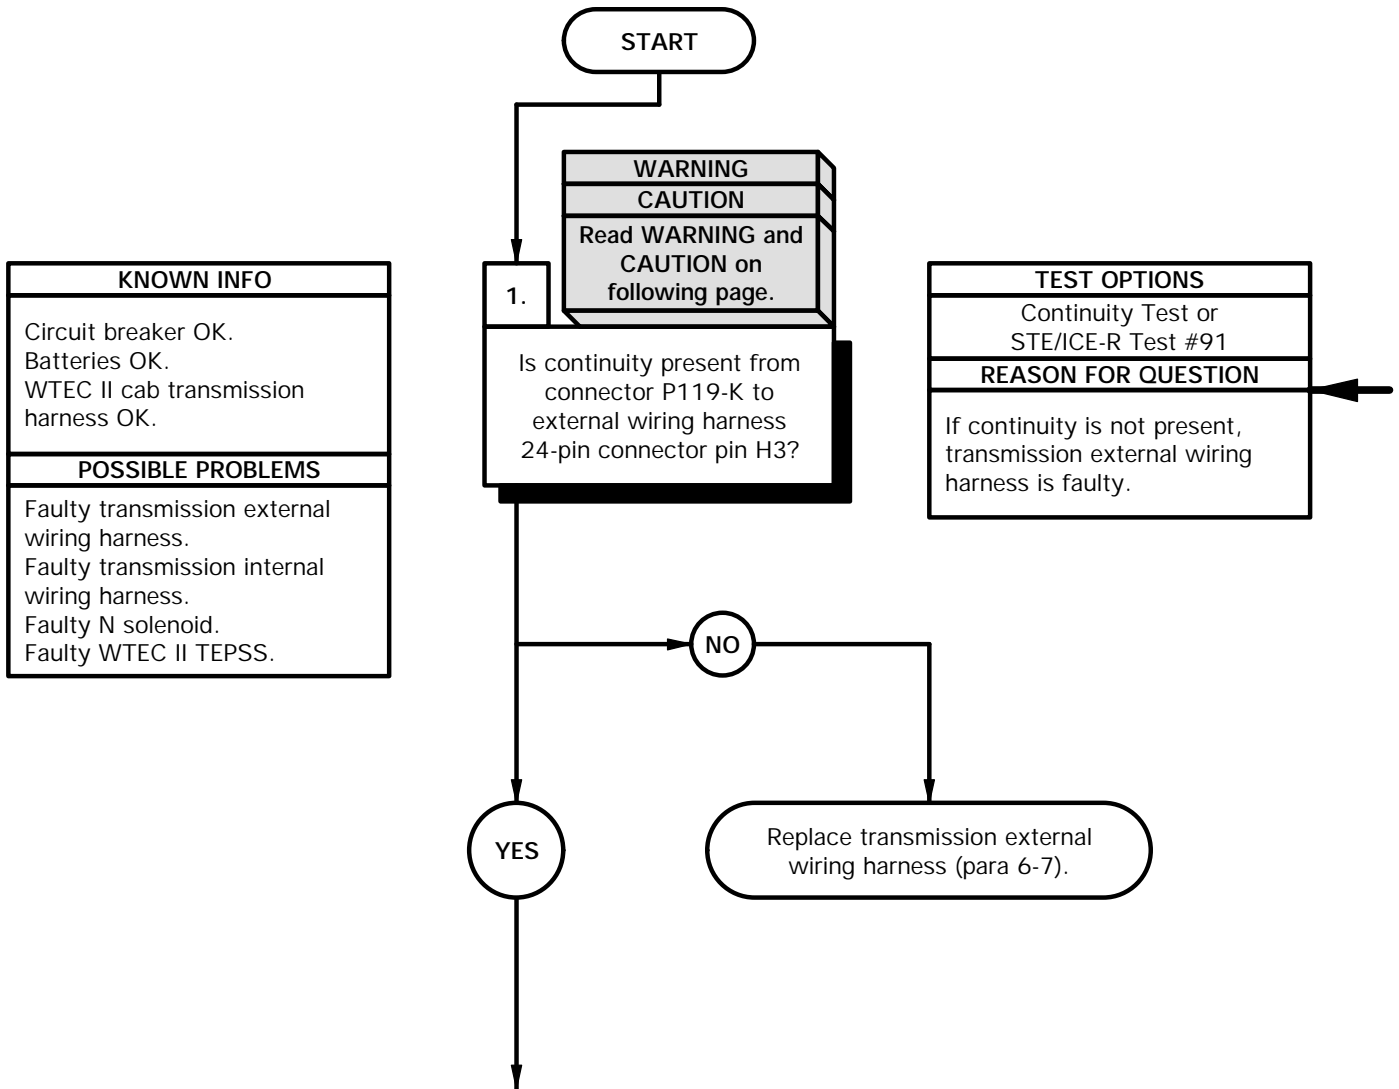 START
WARNING
CAUTION
Read WARNING and
CAUTION on
following page.
KNOWN INFO
Circuit breaker OK.
Batteries OK.
WTEC II cab transmission
harness OK.
POSSIBLE PROBLEMS
Faulty transmission external
wiring harness.
Faulty transmission internal
wiring harness.
Faulty N solenoid.
Faulty WTEC II TEPSS.
1.
Is continuity present from
connector P119-K to
external wiring harness
24-pin connector pin H3?
TEST OPTIONS
Continuity Test or
STE/ICE-R Test #91
REASON FOR QUESTION
If continuity is not present,
transmission external wiring
harness is faulty.
NO
YES
Replace transmission external
wiring harness (para 6-7).